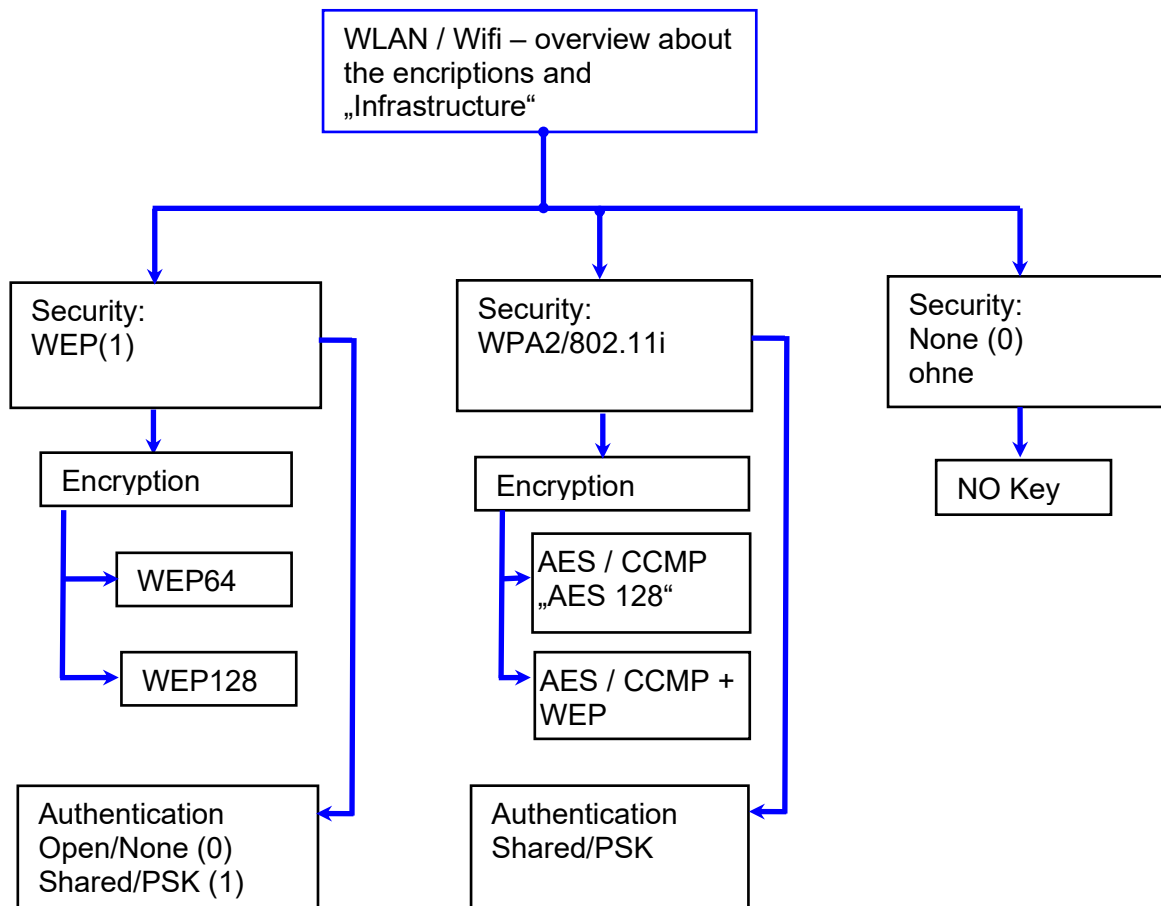 WLAN / Wifi – overview about
the encriptions and
„Infrastructure“
Security:
WEP(1)
Encryption
WEP64
WEP128
Authentication
Open/None (0)
Shared/PSK (1)
Security:
WPA2/802.11i
Encryption
AES / CCMP
„AES 128“
AES / CCMP +
WEP
Authentication
Shared/PSK
Security:
None (0)
ohne
NO Key